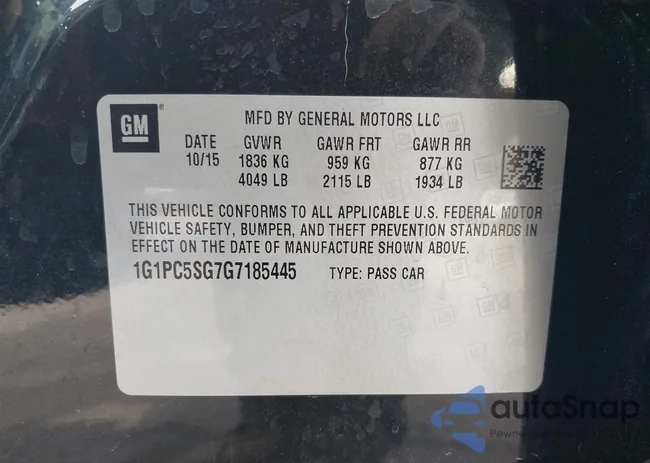 GM
MFD BY GENERAL MOTORS LLC
DATE GVWR GAWR FRT GAWR RR
10/15 1836 KG 959 KG 877 KG
4049 LB 2115 LB 1934 LB
THIS VEHICLE CONFORMS TO ALL APPLICABLE U.S. FEDERAL MOTOR
VEHICLE SAFETY, BUMPER, AND THEFT PREVENTION STANDARDS IN
EFFECT ON THE DATE OF MANUFACTURE SHOWN ABOVE.
1G1PC5SG7G7185445 TYPE: PASS CAR
autoSnap